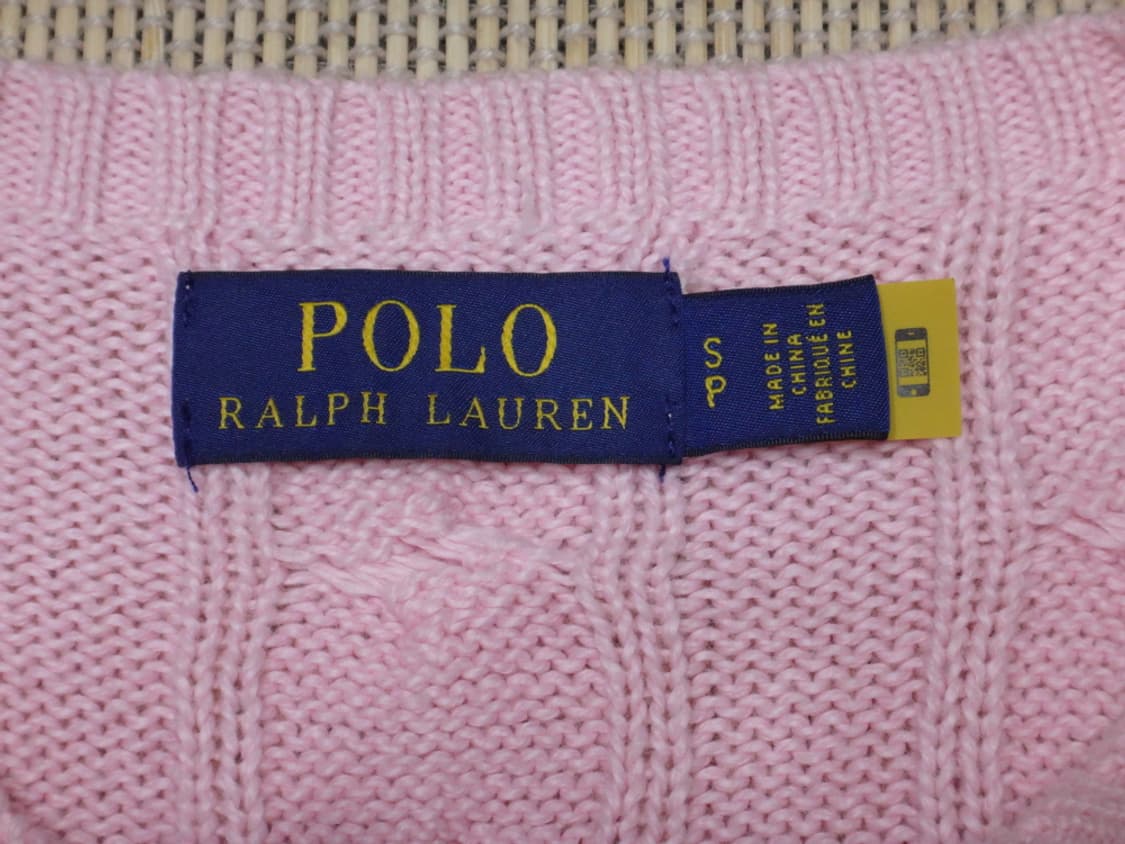 POLO
RALPH LAUREN
S P
MADE IN
CHINA
FABRIQUÉ EN
CHINE